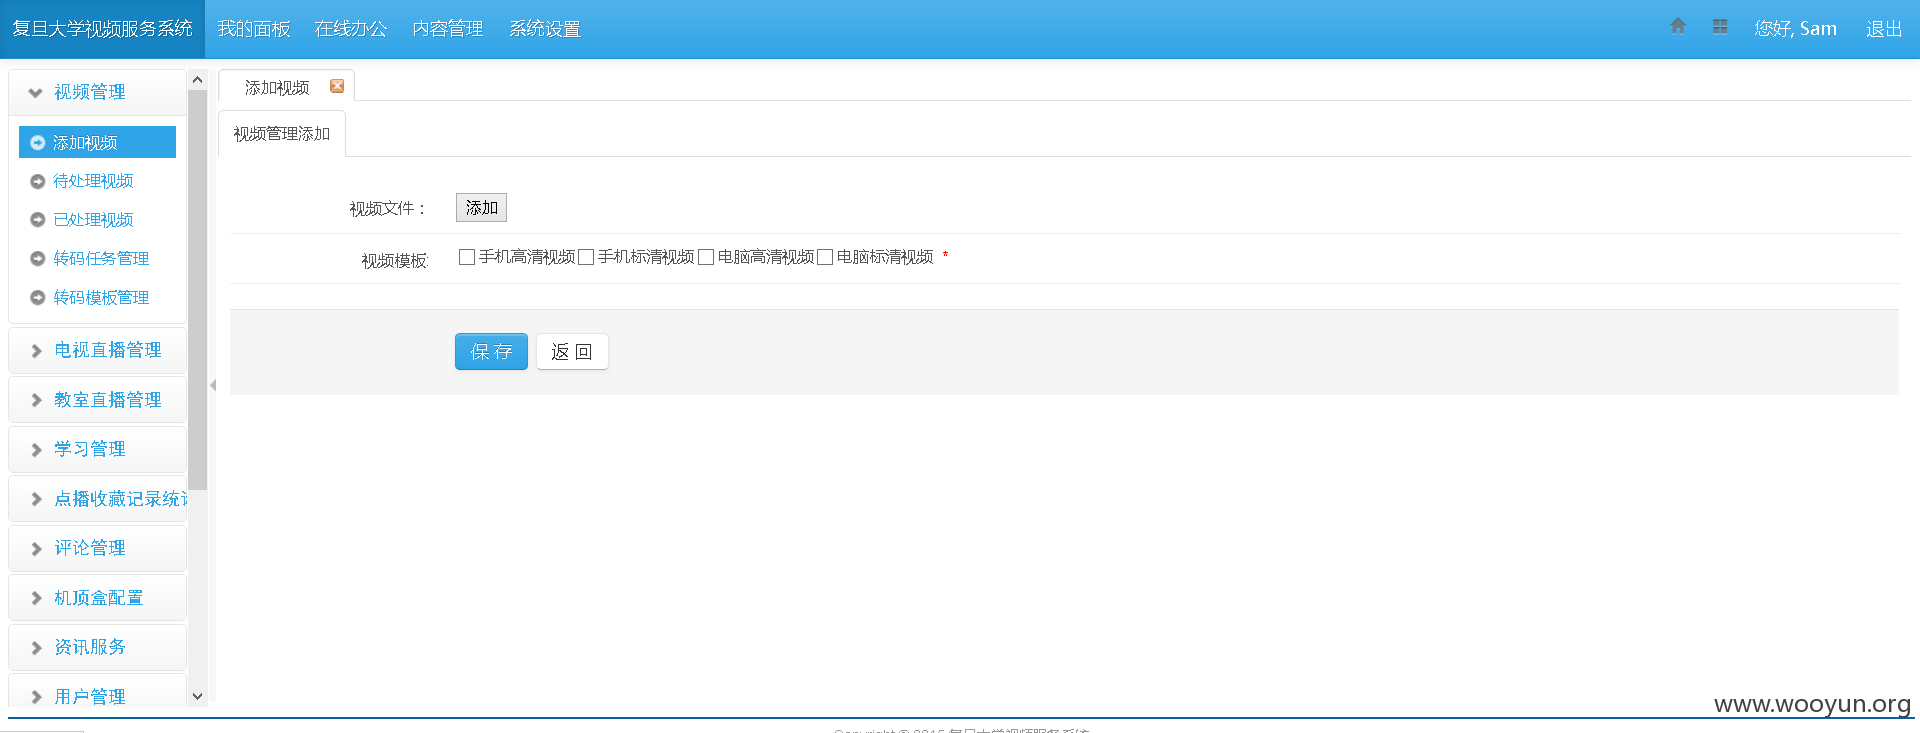 复旦大学视频服务系统 我的面板 在线办公 内容管理 系统设置 您好, Sam 退出
视频管理
添加视频
待处理视频
已处理视频
转码任务管理
转码模板管理
电视直播管理
教室直播管理
学习管理
点播收藏记录统
评论管理
机顶盒配置
资讯服务
用户管理
添加视频
视频管理添加
视频文件： 添加
视频模板: 手机高清视频 手机标清视频 电脑高清视频 电脑标清视频 *
保 存 返 回
www.wooyun.org